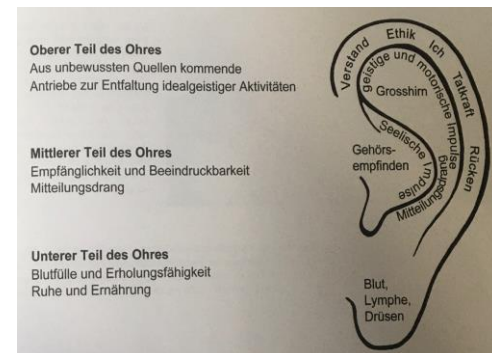 Oberer Teil des Ohres
Aus unbewussten Quellen kommende
Antriebe zur Entfaltung idealgeistiger Aktivitäten
Mittlerer Teil des Ohres
Empfänglichkeit und Beeindruckbarkeit
Mitteilungsdrang
Unterer Teil des Ohres
Blutfülle und Erholungsfähigkeit
Ruhe und Ernährung
Verstand Ethik Ich Tatkraft Rücken
geistige und motorische Impulse
Grosshirn
Seelische Impulse
Gehörs-
empfinden
Mitteilungsdrang
Blut,
Lymphe,
Drüsen